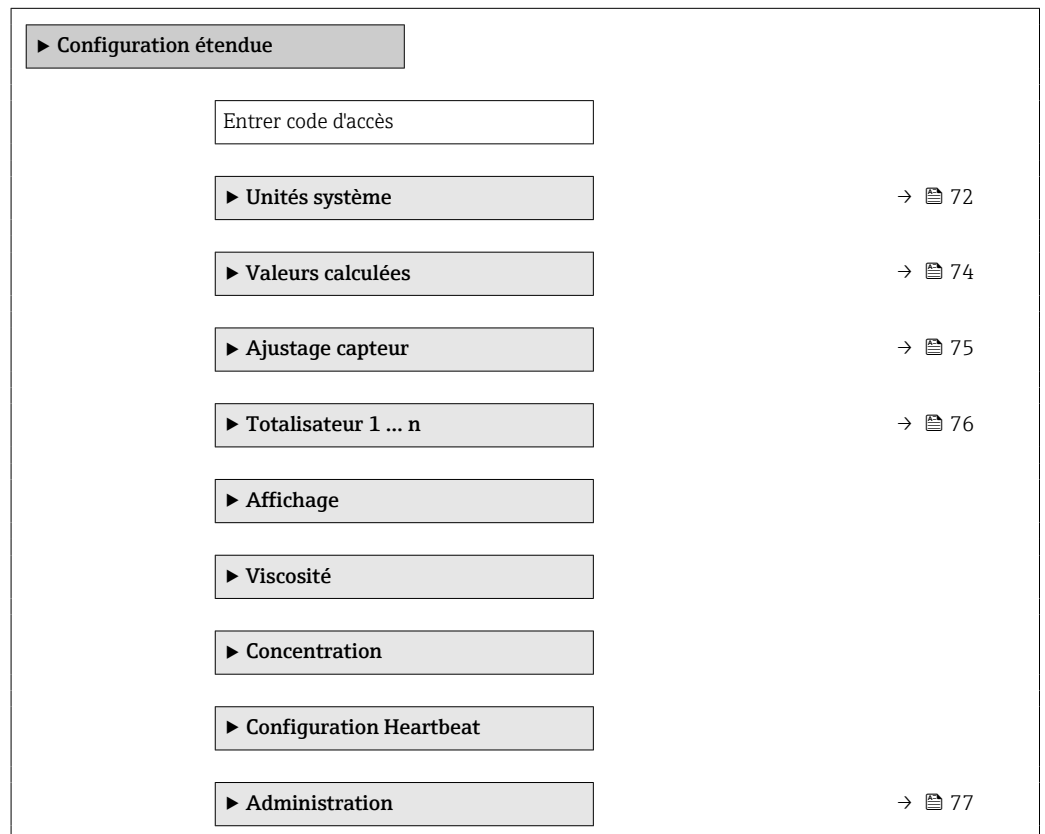 ▶ Configuration étendue
Entrer code d'accès
▶ Unités système → 72
▶ Valeurs calculées → 74
▶ Ajustage capteur → 75
▶ Totalisateur 1 … n → 76
▶ Affichage
▶ Viscosité
▶ Concentration
▶ Configuration Heartbeat
▶ Administration → 77